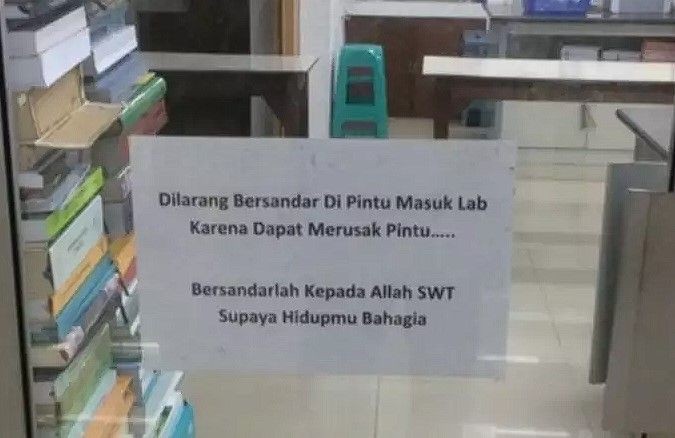 Dilarang Bersandar Di Pintu Masuk Lab
Karena Dapat Merusak Pintu.....
Bersandarlah Kepada Allah SWT
Supaya Hidupmu Bahagia